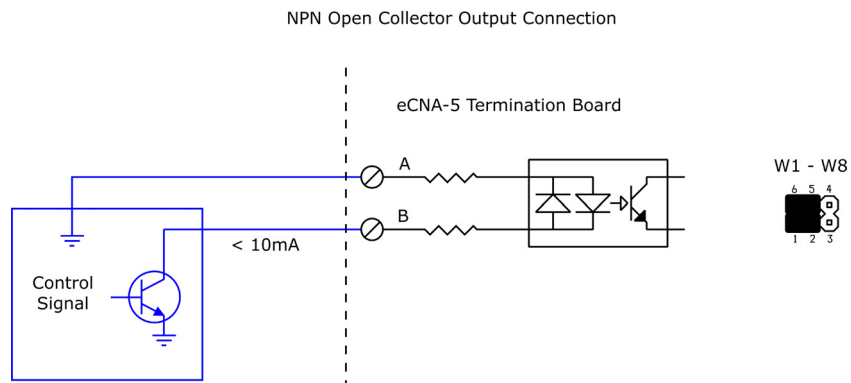 NPN Open Collector Output Connection
eCNA-5 Termination Board
A
W1 - W8
6 5 4
B
< 10mA
1 2 3
Control
Signal